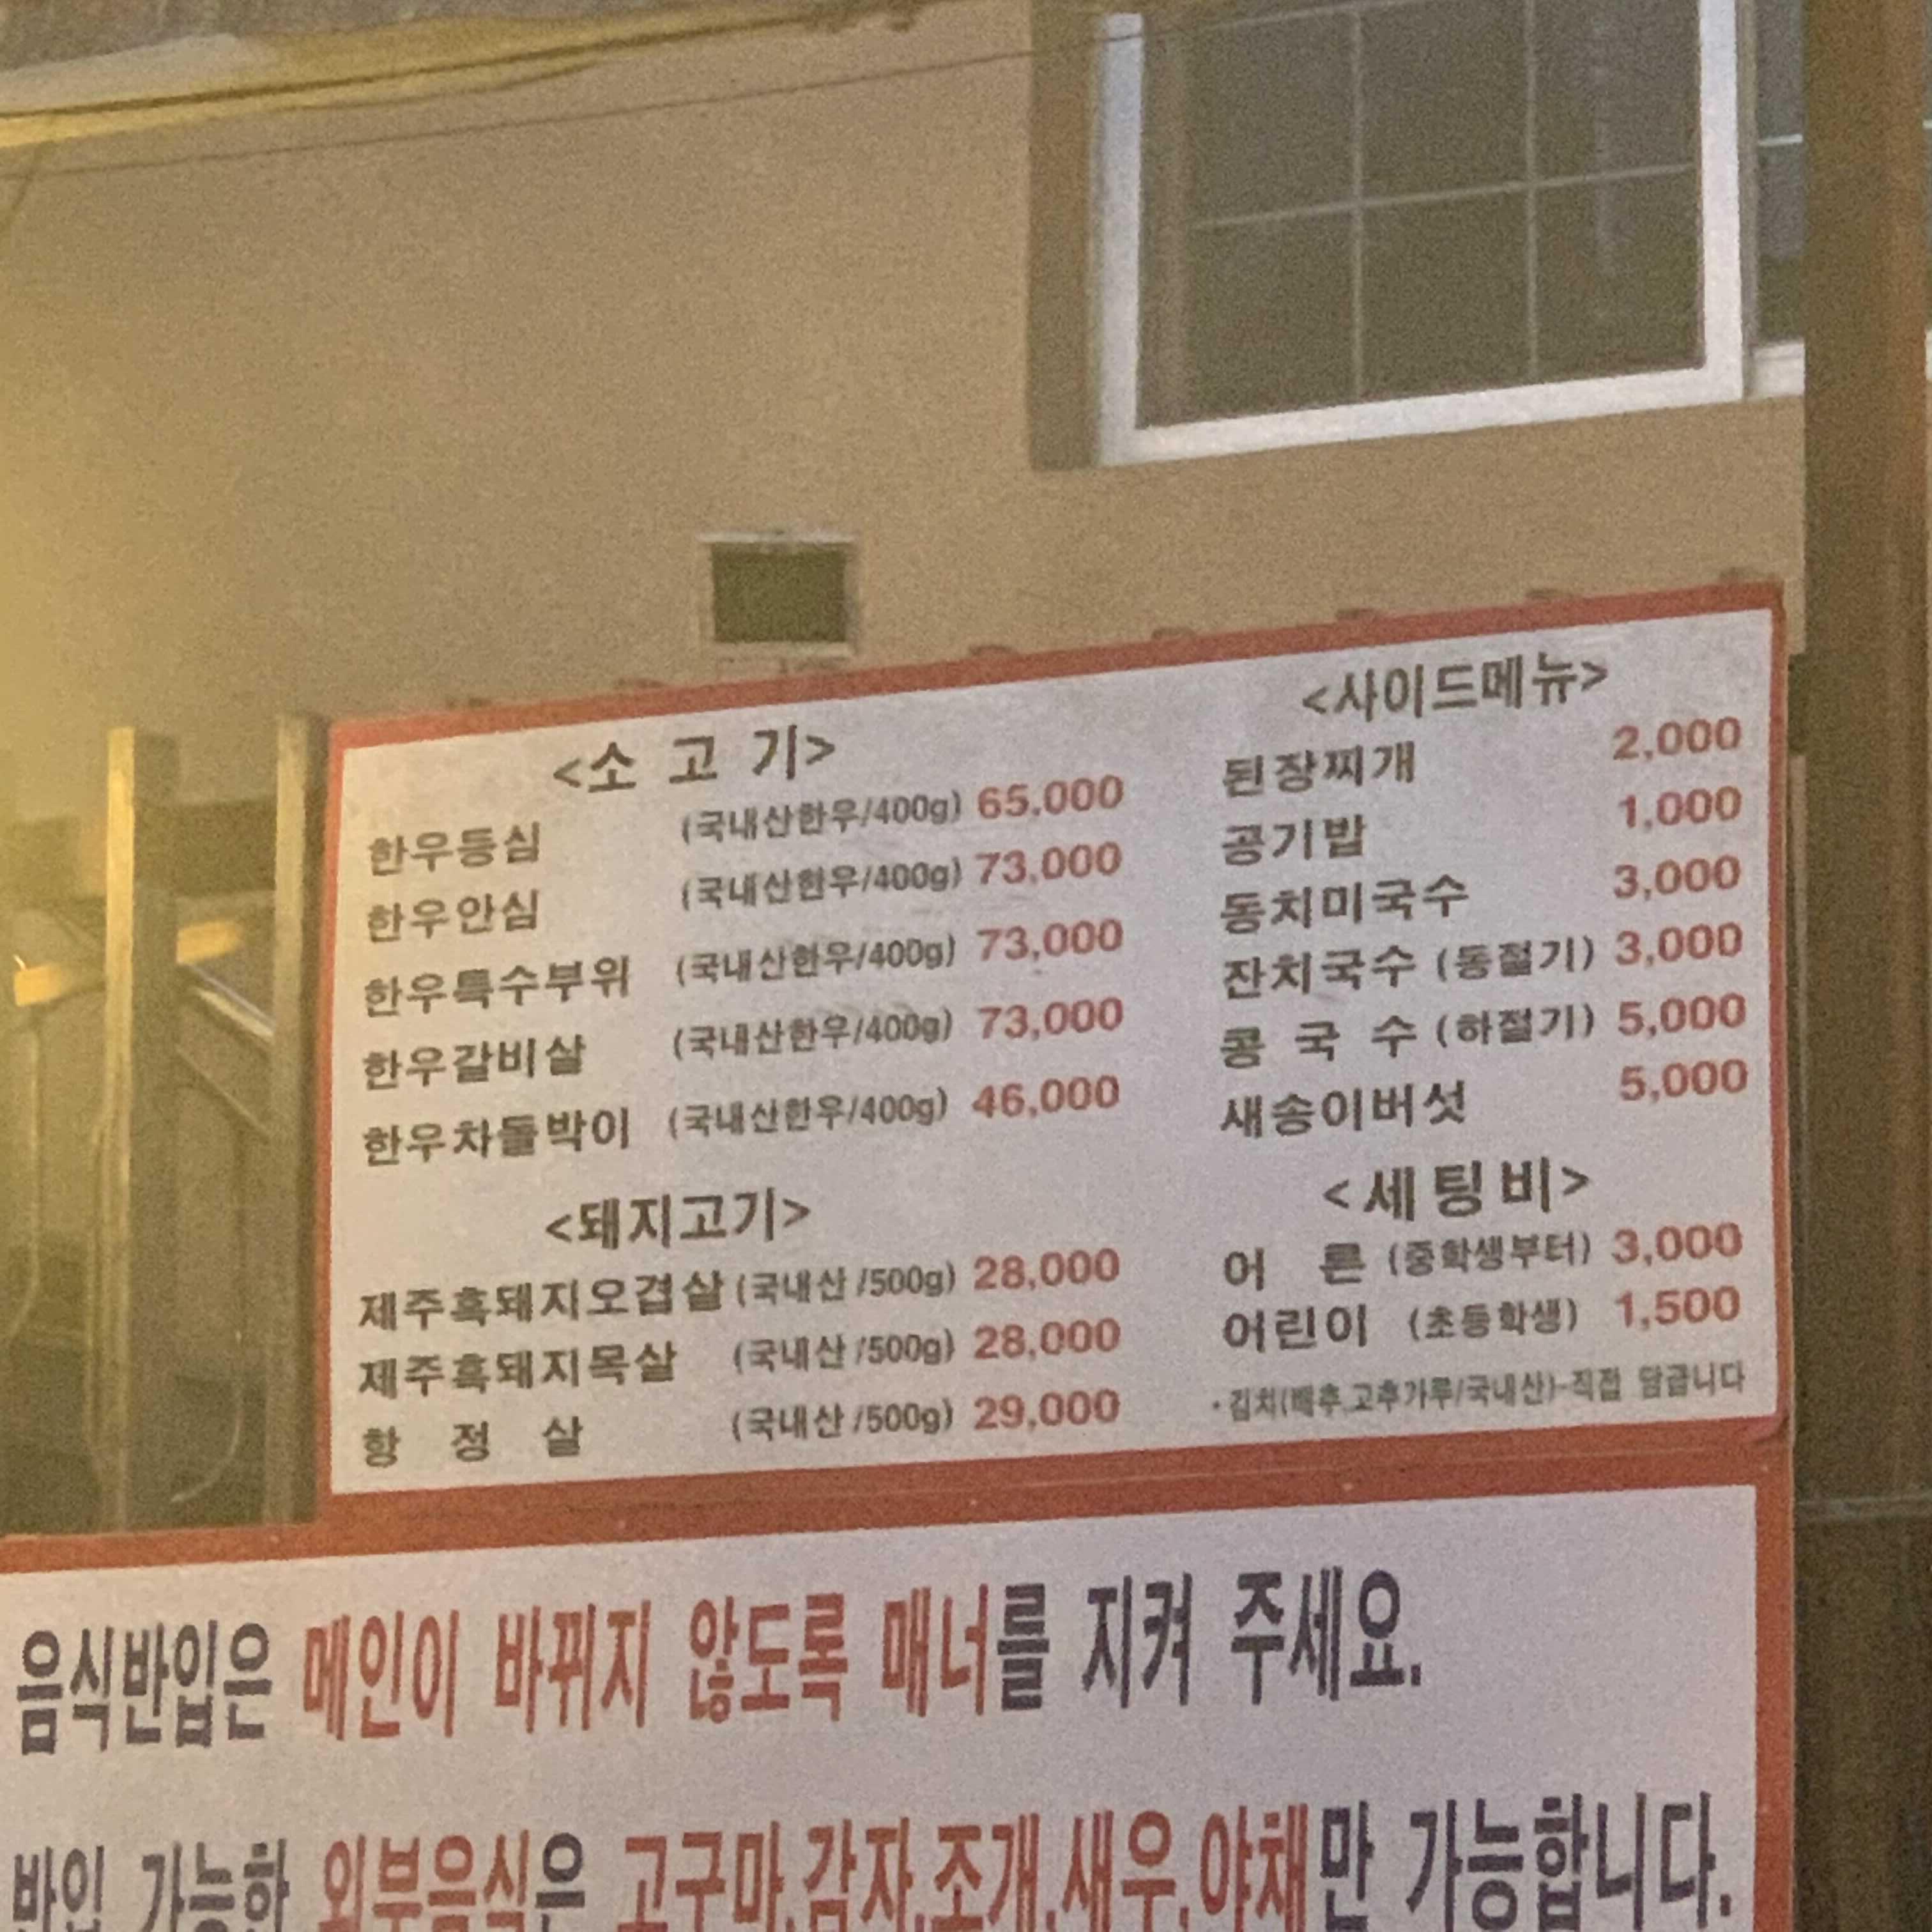 <소 고 기>
한우등심 (국내산한우/400g) 65,000
한우안심 (국내산한우/400g) 73,000
한우특수부위 (국내산한우/400g) 73,000
한우갈비살 (국내산한우/400g) 73,000
한우차돌박이 (국내산한우/400g) 46,000
<돼지고기>
제주흑돼지오겹살 (국내산/500g) 28,000
제주흑돼지목살 (국내산/500g) 28,000
항 정 살 (국내산/500g) 29,000
<사이드메뉴>
된장찌개 2,000
공기밥 1,000
동치미국수 3,000
잔치국수 (동절기) 3,000
콩 국 수 (하절기) 5,000
새송이버섯 5,000
<세팅비>
어 른 (중학생부터) 3,000
어린이 (초등학생) 1,500
·김치(배추,고추가루/국내산)-직접 담급니다
음식반입은 메인이 바뀌지 않도록 매너를 지켜 주세요.
반입 가능한 외부음식은 고구마,감자,조개,새우,야채만 가능합니다.